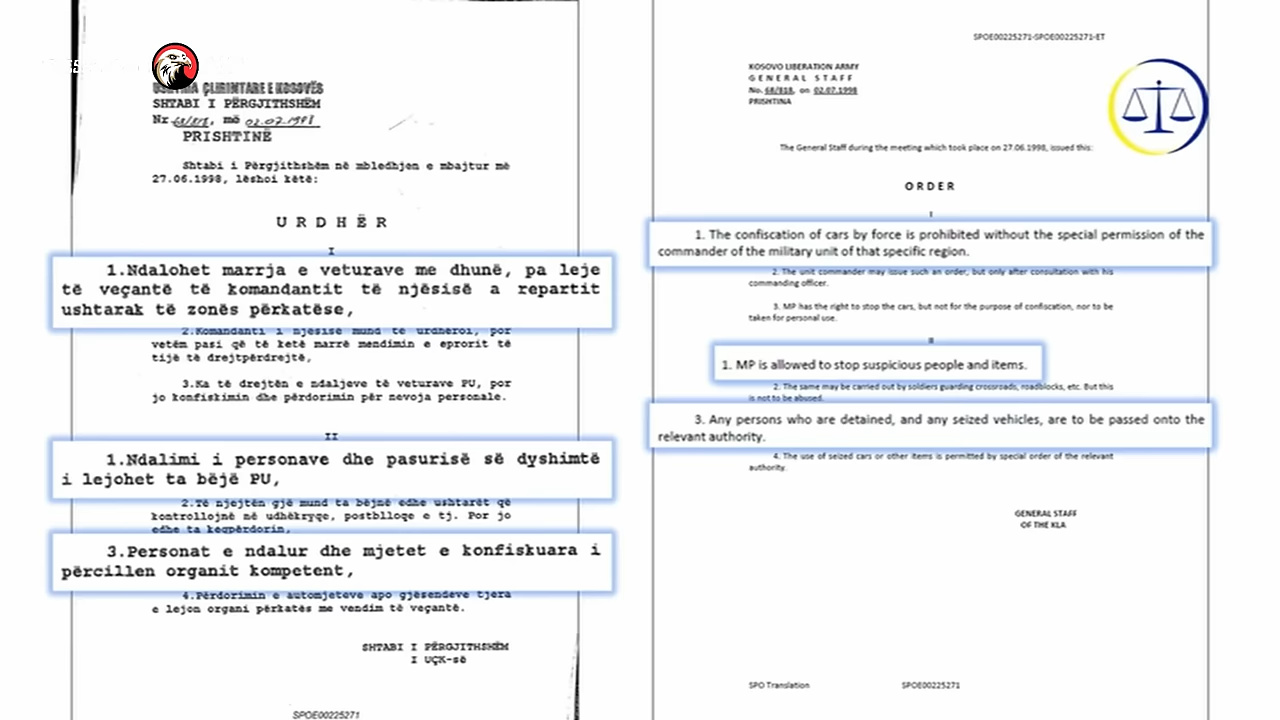 USHTRIA ÇLIRIMTARE E KOSOVËS
SHTABI I PËRGJITHSHËM
Nr 68/818, më 02.07.1998
PRISHTINË
Shtabi i Përgjithshëm në mbledhjen e mbajtur më
27.06.1998, lëshoi këtë:
U R D H Ë R
I
1.Ndalohet marrja e veturave me dhunë, pa leje
të veçantë të komandantit të njësisë a repartit
ushtarak të zonës përkatëse,
2.Komandanti i njësisë mund të urdhëroi, por
vetëm pasi që të ketë marrë mendimin e eprorit të
tijë të drejtpërdrejtë,
3.Ka të drejtën e ndaljeve të veturave PU, por
jo konfiskimin dhe përdorimin për nevoja personale.
II
1.Ndalimi i personave dhe pasurisë së dyshimtë
i lejohet ta bëjë PU,
2.Të njëjtën gjë mund ta bëjnë edhe ushtarët që
kontrollojnë në udhëkryqe, postblloqe e tj. Por jo
edhe ta keqpërdorin,
3.Personat e ndalur dhe mjetet e konfiskuara i
përcillen organit kompetent,
4.Përdorimin e automjeteve apo gjësendeve tjera
e lejon organi përkatës me vendim të veçantë.
SHTABI I PËRGJITHSHËM
I UÇK-së
SPOE00225271
SPOE00225271-SPOE00225271-ET
KOSOVO LIBERATION ARMY
G E N E R A L S T A F F
No. 68/818, on 02.07.1998
PRISHTINA
The General Staff during the meeting which took place on 27.06.1998, issued this:
O R D E R
I
1. The confiscation of cars by force is prohibited without the special permission of the
commander of the military unit of that specific region.
2. The unit commander may issue such an order, but only after consultation with his
commanding officer.
3. MP has the right to stop the cars, but not for the purpose of confiscation, nor to be
taken for personal use.
II
1. MP is allowed to stop suspicious people and items.
2. The same may be carried out by soldiers guarding crossroads, roadblocks, etc. But this
is not to be abused.
3. Any persons who are detained, and any seized vehicles, are to be passed onto the
relevant authority.
4. The use of seized cars or other items is permitted by special order of the relevant
authority.
GENERAL STAFF
OF THE KLA
SPO Translation SPOE00225271